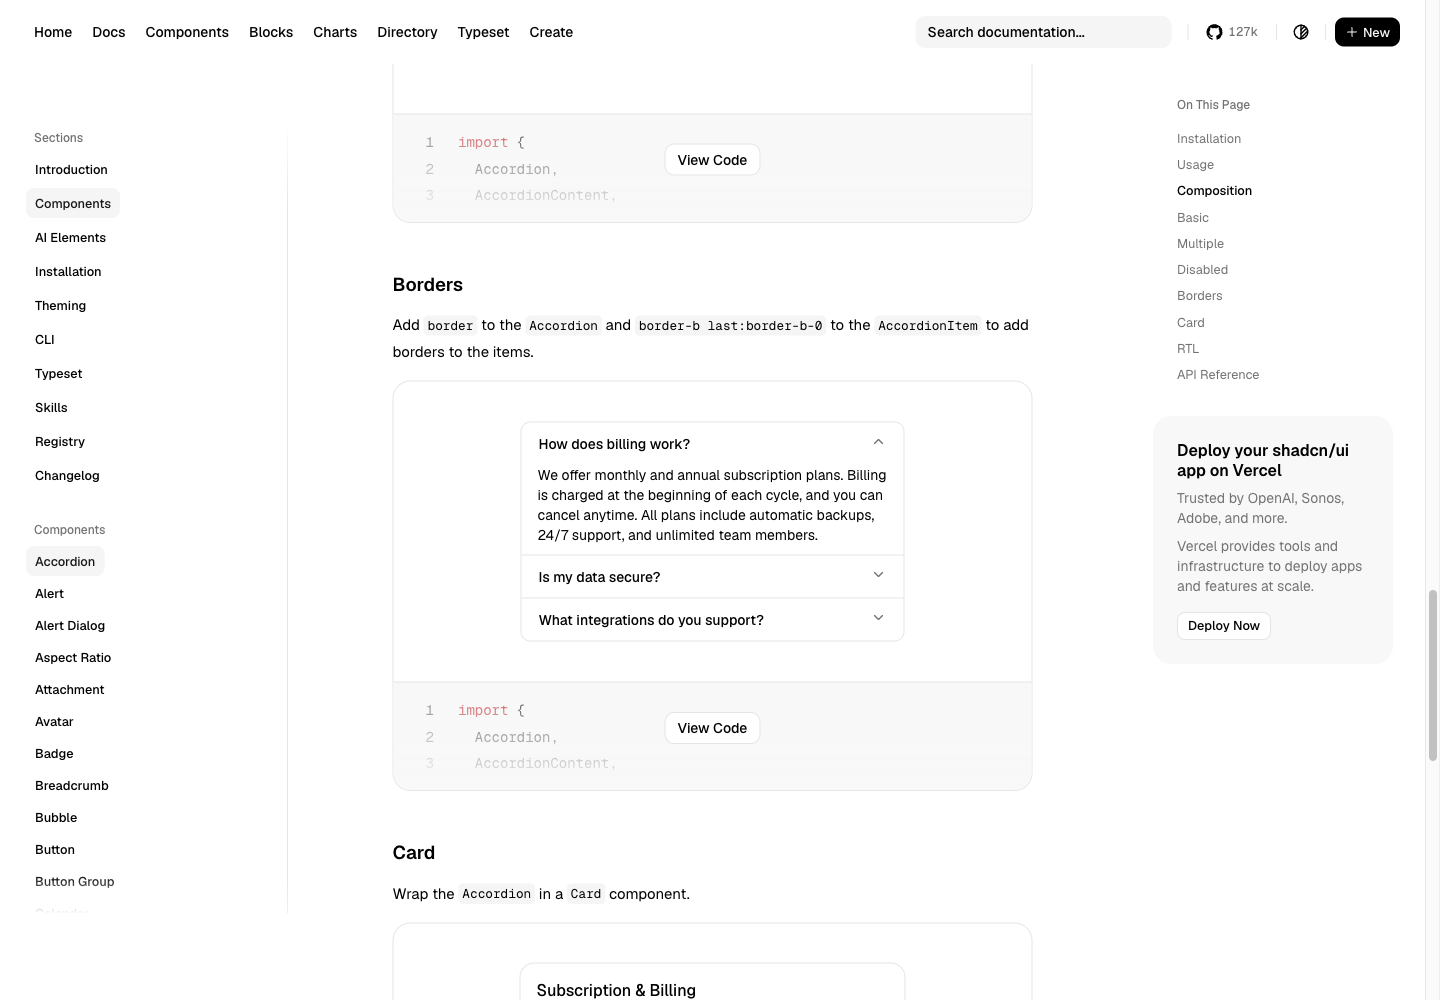 Home Docs Components Blocks Charts Directory Typeset Create
Search documentation...
127k
New
Sections
Introduction
Components
AI Elements
Installation
Theming
CLI
Typeset
Skills
Registry
Changelog
Components
Accordion
Alert
Alert Dialog
Aspect Ratio
Attachment
Avatar
Badge
Breadcrumb
Bubble
Button
Button Group
Calendar
1 import {
2 Accordion,
3 AccordionContent,
View Code
Borders
Add border to the Accordion and border-b last:border-b-0 to the AccordionItem to add
borders to the items.
How does billing work?
We offer monthly and annual subscription plans. Billing
is charged at the beginning of each cycle, and you can
cancel anytime. All plans include automatic backups,
24/7 support, and unlimited team members.
Is my data secure?
What integrations do you support?
1 import {
2 Accordion,
3 AccordionContent,
View Code
Card
Wrap the Accordion in a Card component.
Subscription & Billing
On This Page
Installation
Usage
Composition
Basic
Multiple
Disabled
Borders
Card
RTL
API Reference
Deploy your shadcn/ui
app on Vercel
Trusted by OpenAI, Sonos,
Adobe, and more.
Vercel provides tools and
infrastructure to deploy apps
and features at scale.
Deploy Now